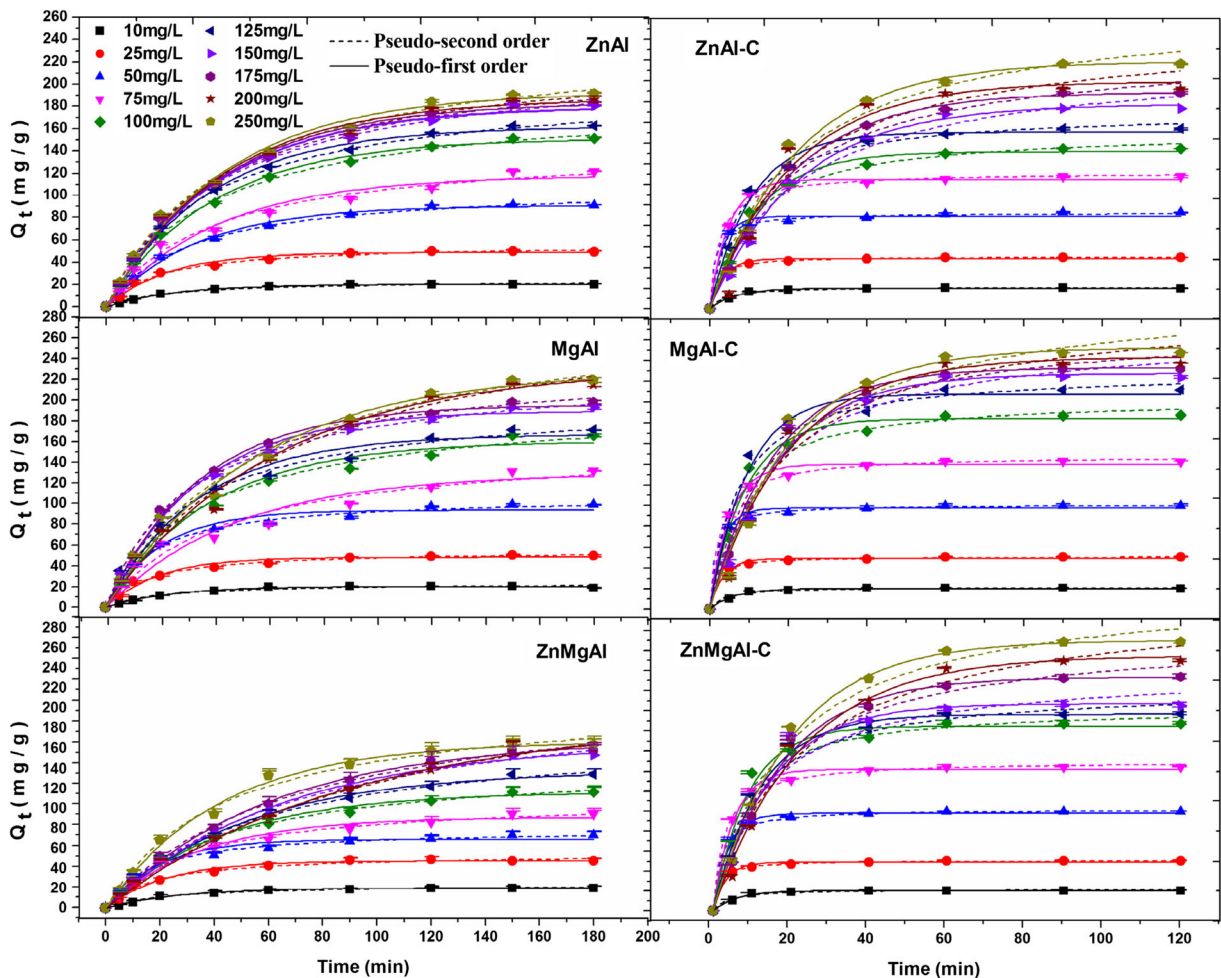 260
240
220
200
180
160
140
120
100
80
60
40
20
0
Q t ( m g / g )
10mg/L
25mg/L
50mg/L
75mg/L
100mg/L
125mg/L
150mg/L
175mg/L
200mg/L
250mg/L
Pseudo-second order
Pseudo-first order
ZnAl
ZnAl-C
280
260
240
220
200
180
160
140
120
100
80
60
40
20
0
Q t ( m g / g )
MgAl
MgAl-C
280
260
240
220
200
180
160
140
120
100
80
60
40
20
0
Q t ( m g / g )
ZnMgAl
ZnMgAl-C
0 20 40 60 80 100 120 140 160 180 200
0 20 40 60 80 100 120
Time (min)
Time (min)